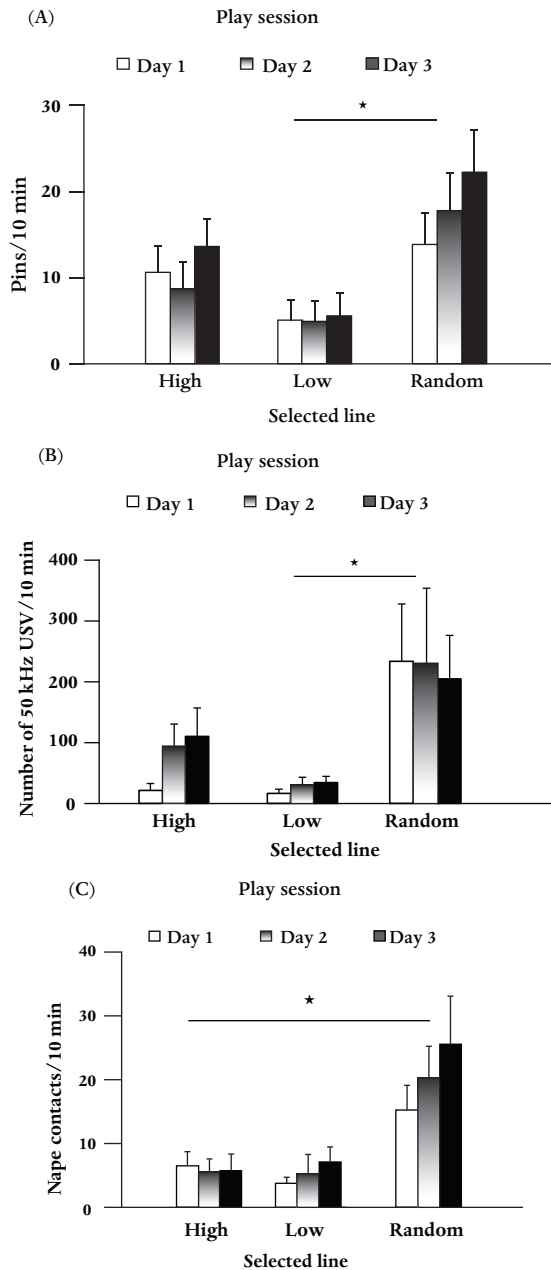 (A)
Play session
Day 1 Day 2 Day 3
Pins/10 min
30
20
10
0
High Low Random
Selected line
(B)
Play session
Day 1 Day 2 Day 3
Number of 50 kHz USV/10 min
400
300
200
100
0
High Low Random
Selected line
(C)
Play session
Day 1 Day 2 Day 3
Nape contacts/10 min
40
30
20
10
0
High Low Random
Selected line